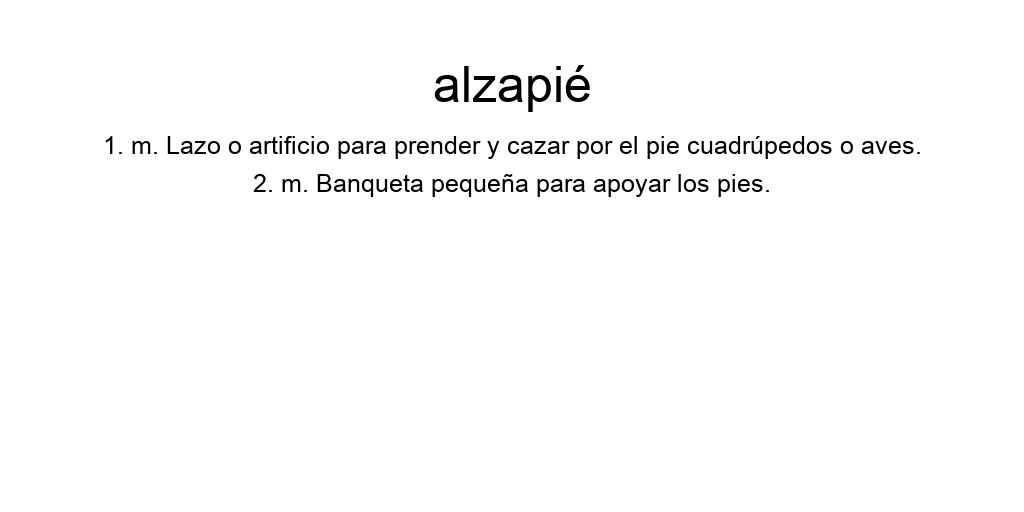 alzapié
1. m. Lazo o artificio para prender y cazar por el pie cuadrúpedos o aves.
2. m. Banqueta pequeña para apoyar los pies.